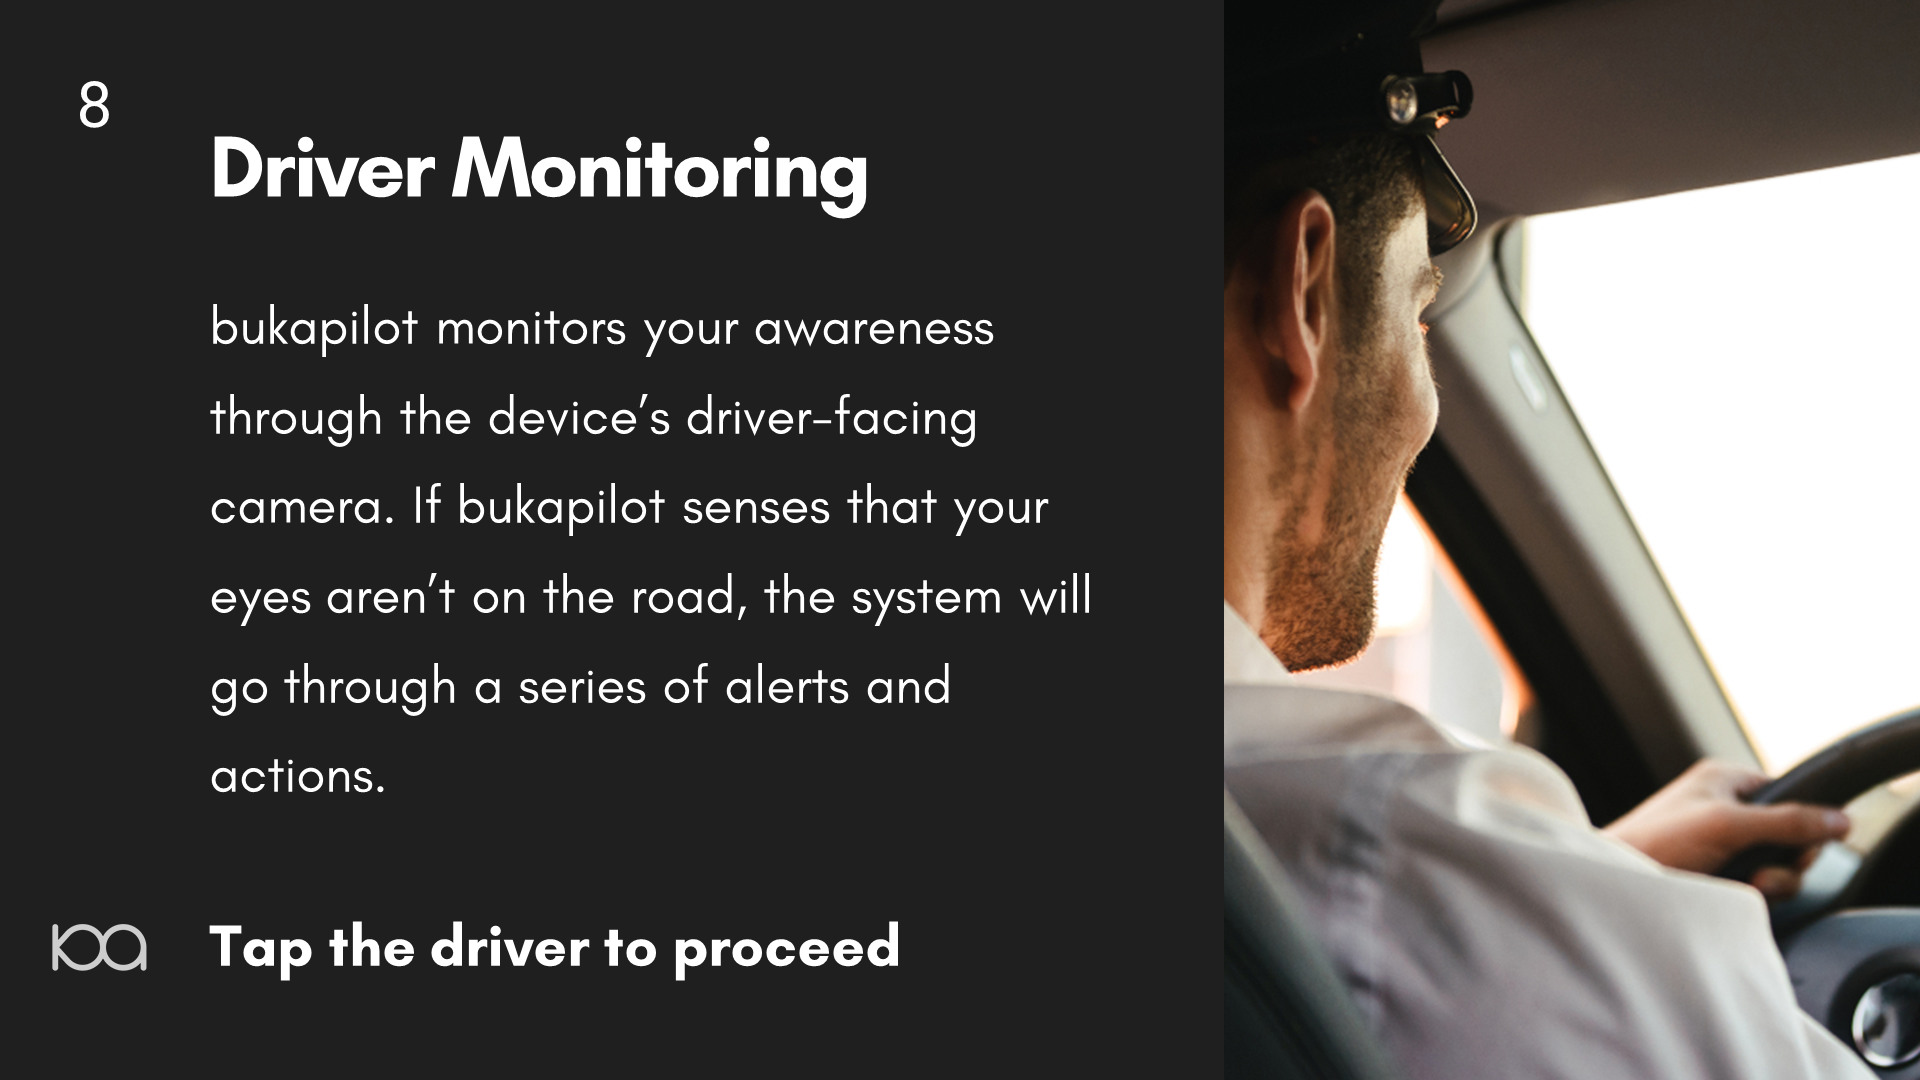 8
Driver Monitoring
bukapilot monitors your awareness
through the device’s driver-facing
camera. If bukapilot senses that your
eyes aren’t on the road, the system will
go through a series of alerts and
actions.
Tap the driver to proceed